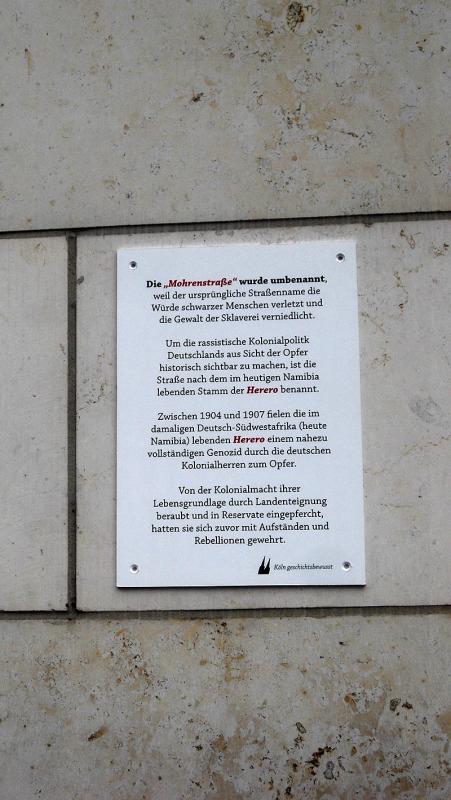 Die „Mohrenstraße“ wurde umbenannt,
weil der ursprüngliche Straßenname die
Würde schwarzer Menschen verletzt und
die Gewalt der Sklaverei verniedlicht.
Um die rassistische Kolonialpolitk
Deutschlands aus Sicht der Opfer
historisch sichtbar zu machen, ist die
Straße nach dem im heutigen Namibia
lebenden Stamm der Herero benannt.
Zwischen 1904 und 1907 fielen die im
damaligen Deutsch-Südwestafrika (heute
Namibia) lebenden Herero einem nahezu
vollständigen Genozid durch die deutschen
Kolonialherren zum Opfer.
Von der Kolonialmacht ihrer
Lebensgrundlage durch Landenteignung
beraubt und in Reservate eingepfercht,
hatten sie sich zuvor mit Aufständen und
Rebellionen gewehrt.
Köln geschichtsbewusst